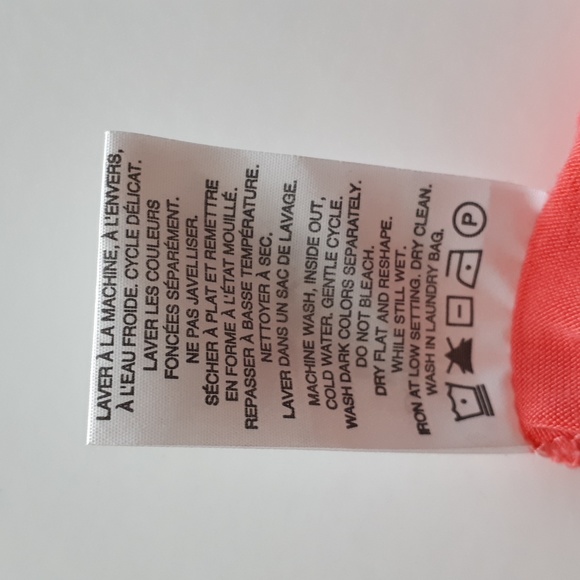 LAVER À LA MACHINE, À L'ENVERS,
À L'EAU FROIDE. CYCLE DÉLICAT.
LAVER LES COULEURS
FONCÉES SÉPARÉMENT.
NE PAS JAVELLISER.
SÉCHER À PLAT ET REMETTRE
EN FORME À L'ÉTAT MOUILLÉ.
REPASSER À BASSE TEMPÉRATURE.
NETTOYER À SEC.
LAVER DANS UN SAC DE LAVAGE.
MACHINE WASH, INSIDE OUT,
COLD WATER. GENTLE CYCLE.
WASH DARK COLORS SEPARATELY.
DO NOT BLEACH.
DRY FLAT AND RESHAPE.
WHILE STILL WET.
IRON AT LOW SETTING. DRY CLEAN.
WASH IN LAUNDRY BAG.
P